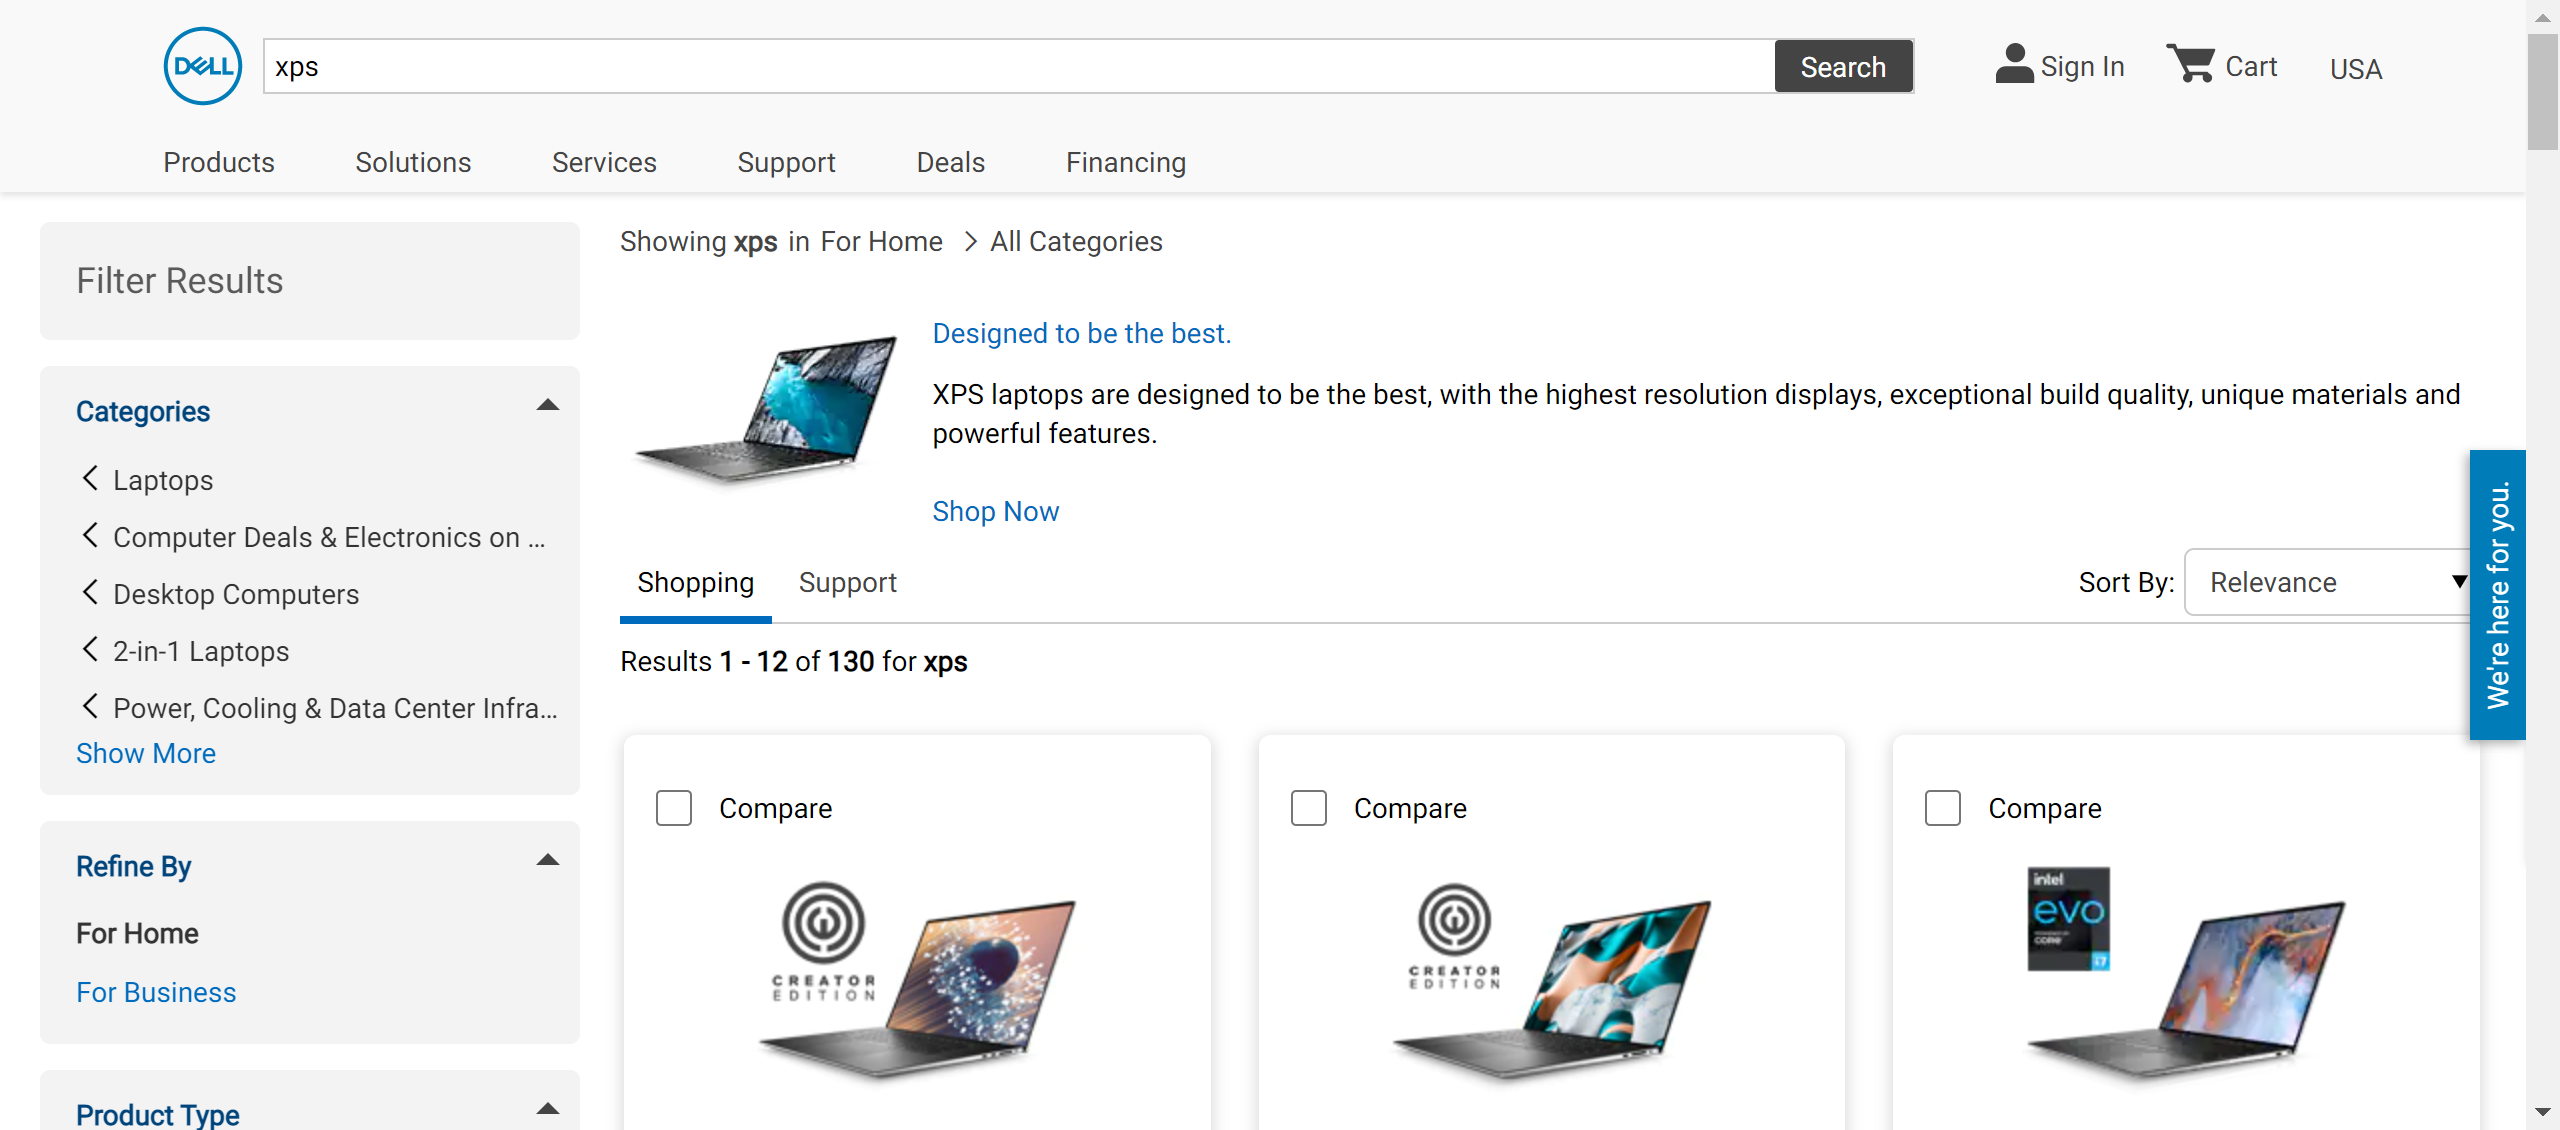 DELL
xps
Search
Sign In
Cart
USA
Products
Solutions
Services
Support
Deals
Financing
Filter Results
Categories
Laptops
Computer Deals & Electronics on ...
Desktop Computers
2-in-1 Laptops
Power, Cooling & Data Center Infra...
Show More
Refine By
For Home
For Business
Product Type
Showing xps in For Home > All Categories
Designed to be the best.
XPS laptops are designed to be the best, with the highest resolution displays, exceptional build quality, unique materials and
powerful features.
Shop Now
Shopping
Support
Sort By:
Relevance
We're here for you.
Results 1 - 12 of 130 for xps
Compare
CREATOR
EDITION
Compare
CREATOR
EDITION
Compare
intel
evo
CORE
i7